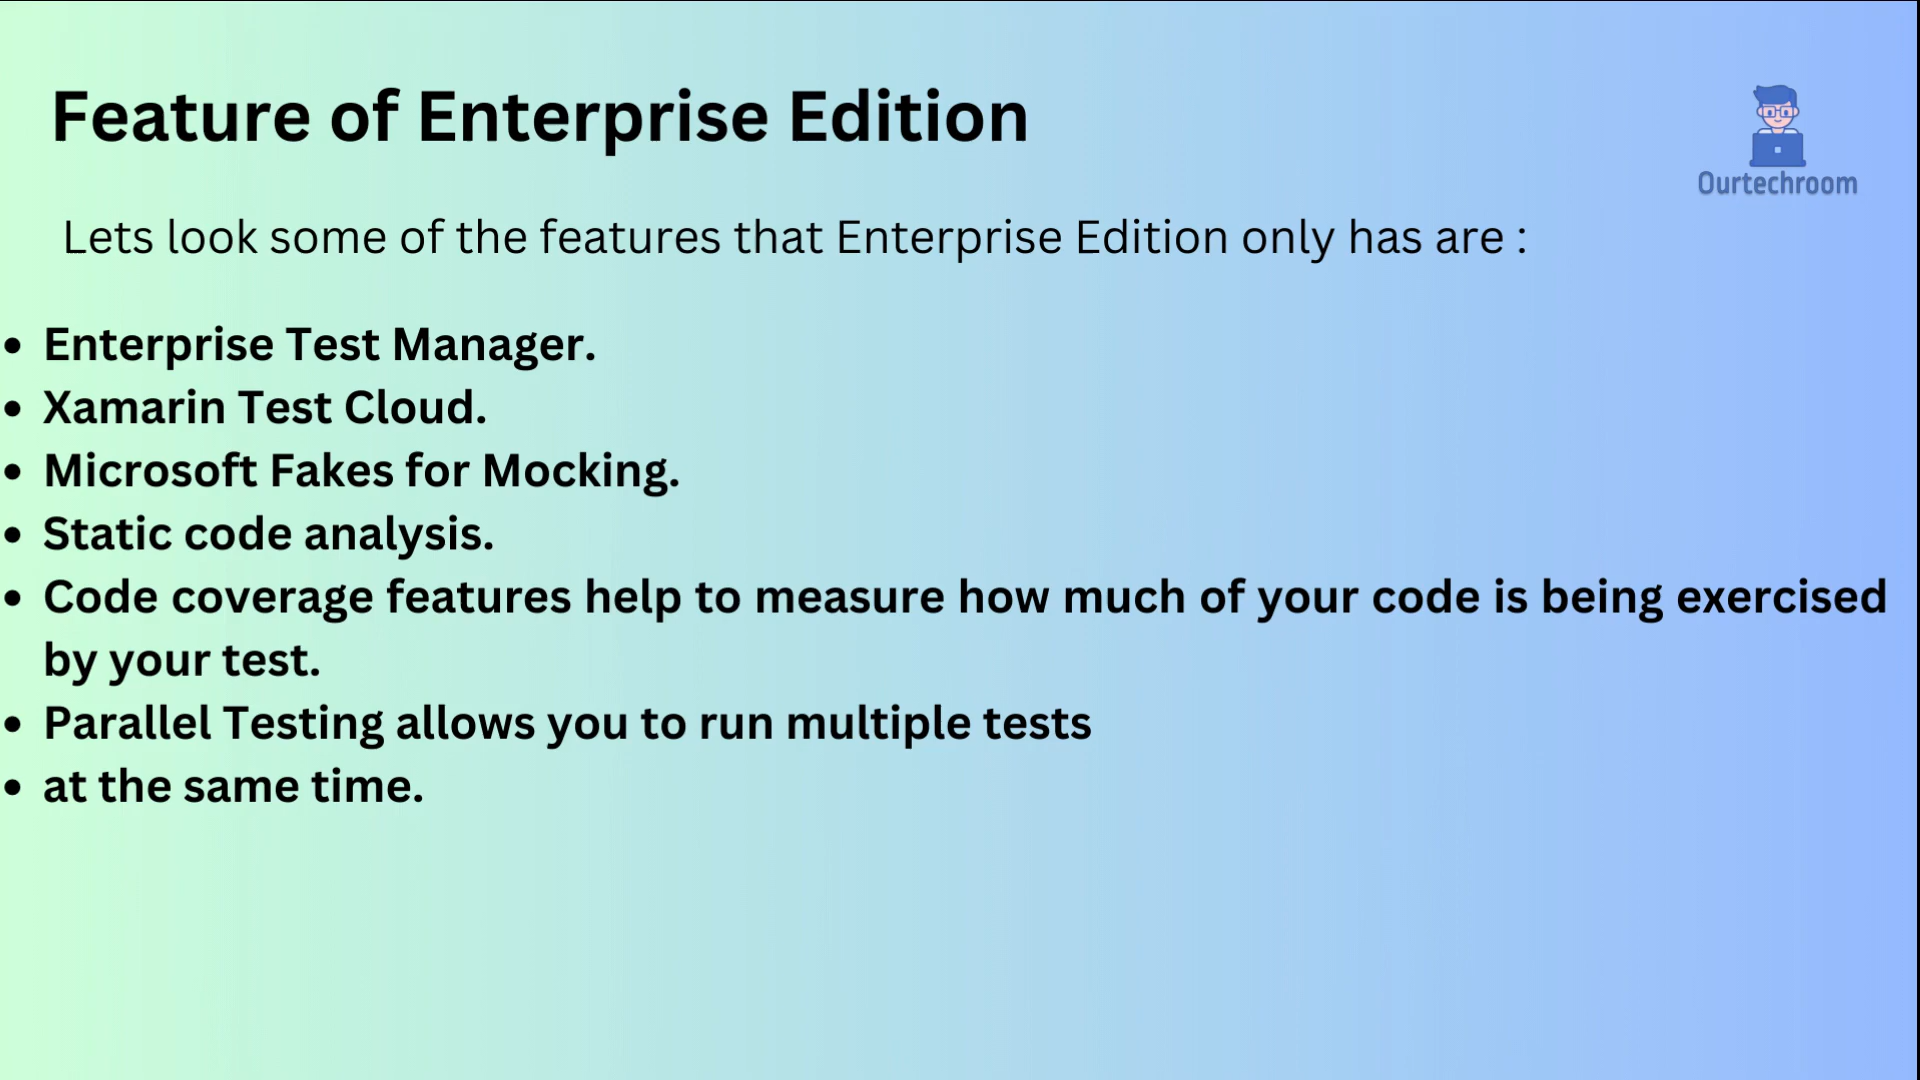 Feature of Enterprise Edition
Ourtechroom
Lets look some of the features that Enterprise Edition only has are :
• Enterprise Test Manager.
• Xamarin Test Cloud.
• Microsoft Fakes for Mocking.
• Static code analysis.
• Code coverage features help to measure how much of your code is being exercised
by your test.
• Parallel Testing allows you to run multiple tests
• at the same time.